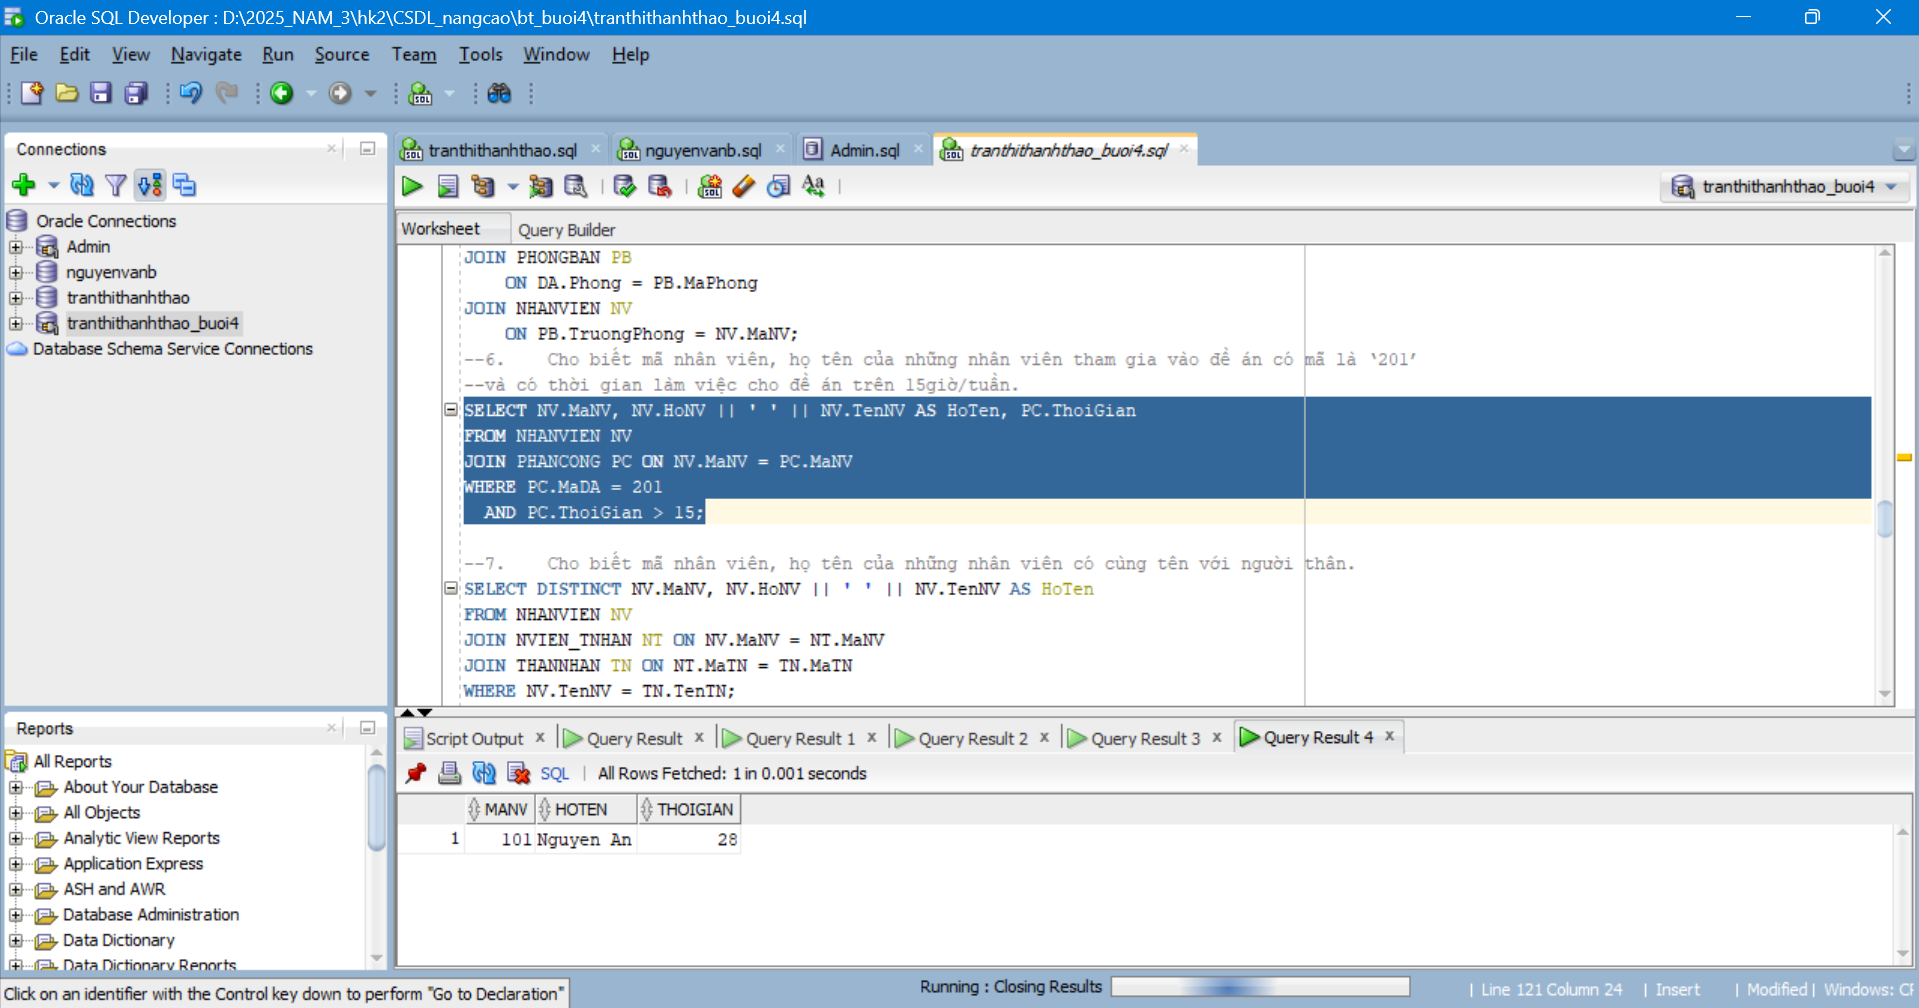 Oracle SQL Developer : D:\2025_NAM_3\hk2\CSDL_nangcao\bt_buoi4\tranthithanhthao_buoi4.sql
File Edit View Navigate Run Source Team Tools Window Help
Connections
Oracle Connections
Admin
nguyenvanb
tranthithanhthao
tranthithanhthao_buoi4
Database Schema Service Connections
tranthithanhthao.sql nguyenvanb.sql Admin.sql tranthithanhthao_buoi4.sql
tranthithanhthao_buoi4
Worksheet Query Builder
JOIN PHONGBAN PB
ON DA.Phong = PB.MaPhong
JOIN NHANVIEN NV
ON PB.TruongPhong = NV.MaNV;
--6. Cho biết mã nhân viên, họ tên của những nhân viên tham gia vào đề án có mã là ‘201’
--và có thời gian làm việc cho đề án trên 15giờ/tuần.
SELECT NV.MaNV, NV.HoNV || ' ' || NV.TenNV AS HoTen, PC.ThoiGian
FROM NHANVIEN NV
JOIN PHANCONG PC ON NV.MaNV = PC.MaNV
WHERE PC.MaDA = 201
AND PC.ThoiGian > 15;
--7. Cho biết mã nhân viên, họ tên của những nhân viên có cùng tên với người thân.
SELECT DISTINCT NV.MaNV, NV.HoNV || ' ' || NV.TenNV AS HoTen
FROM NHANVIEN NV
JOIN NVIEN_TNHAN NT ON NV.MaNV = NT.MaNV
JOIN THANNHAN TN ON NT.MaTN = TN.MaTN
WHERE NV.TenNV = TN.TenTN;
Reports
All Reports
About Your Database
All Objects
Analytic View Reports
Application Express
ASH and AWR
Database Administration
Data Dictionary
Data Dictionary Reports
Script Output Query Result Query Result 1 Query Result 2 Query Result 3 Query Result 4
SQL | All Rows Fetched: 1 in 0.001 seconds
MANV HOTEN THOIGIAN
1 101 Nguyen An 28
Click on an identifier with the Control key down to perform "Go to Declaration"
Running : Closing Results
| Line 121 Column 24 | Insert | Modified | Windows: